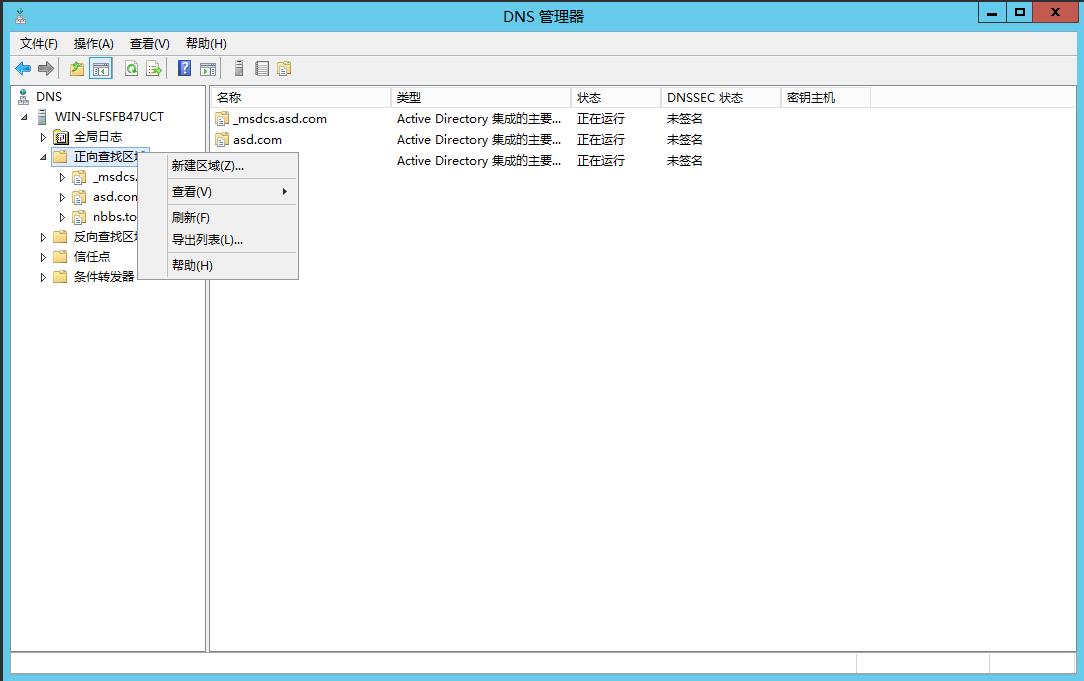 DNS 管理器
文件(F) 操作(A) 查看(V) 帮助(H)
DNS
WIN-SLFSFB47UCT
全局日志
正向查找区域
_msdcs.
asd.com
nbbs.to
反向查找区域
信任点
条件转发器
新建区域(Z)...
查看(V)
刷新(F)
导出列表(L)...
帮助(H)
名称 类型 状态 DNSSEC 状态 密钥主机
_msdcs.asd.com Active Directory 集成的主要... 正在运行 未签名
asd.com Active Directory 集成的主要... 正在运行 未签名
Active Directory 集成的主要... 正在运行 未签名